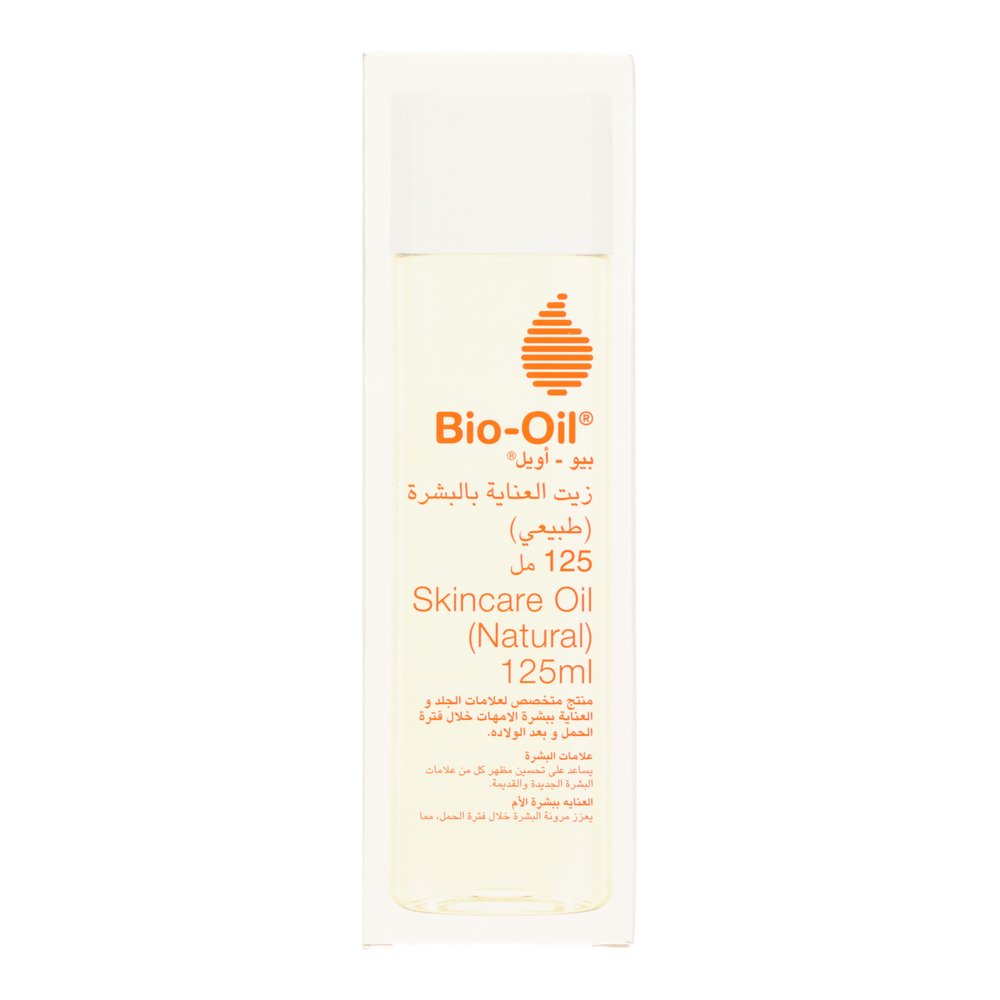 Bio-Oil®
بيو - أويل®
زيت العناية بالبشرة
(طبيعي)
125 مل
Skincare Oil
(Natural)
125ml
منتج متخصص لعلامات الجلد و
العناية ببشرة الامهات خلال فترة
الحمل و بعد الولاده.
علامات البشرة
يساعد على تحسين مظهر كل من علامات
البشرة الجديدة والقديمة.
العنايه ببشرة الأم
يعزز مرونة البشرة خلال فترة الحمل، مما